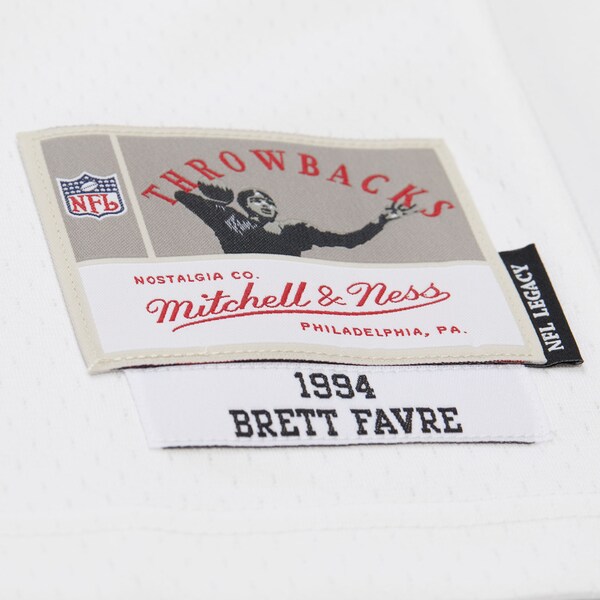 THROWBACKS
NFL
NOSTALGIA CO.
Mitchell & Ness
PHILADELPHIA, PA.
NFL LEGACY
1994
BRETT FAVRE